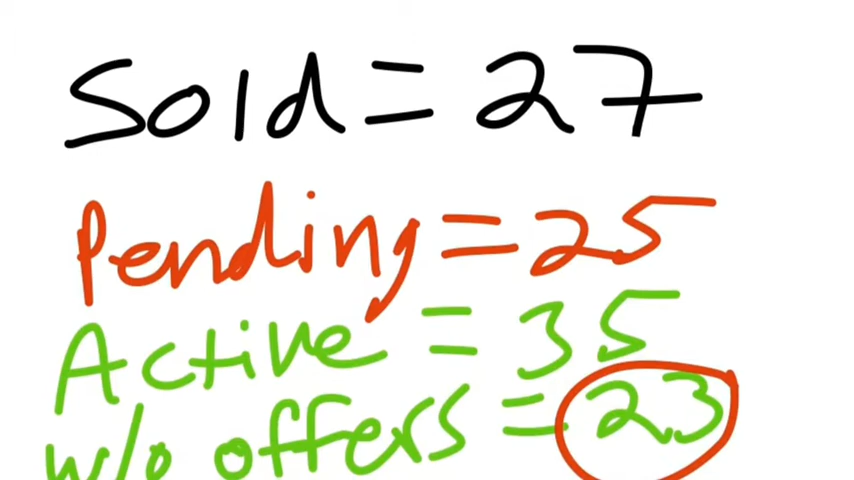 Sold = 27
Pending = 25
Active = 35
w/o offers = 23